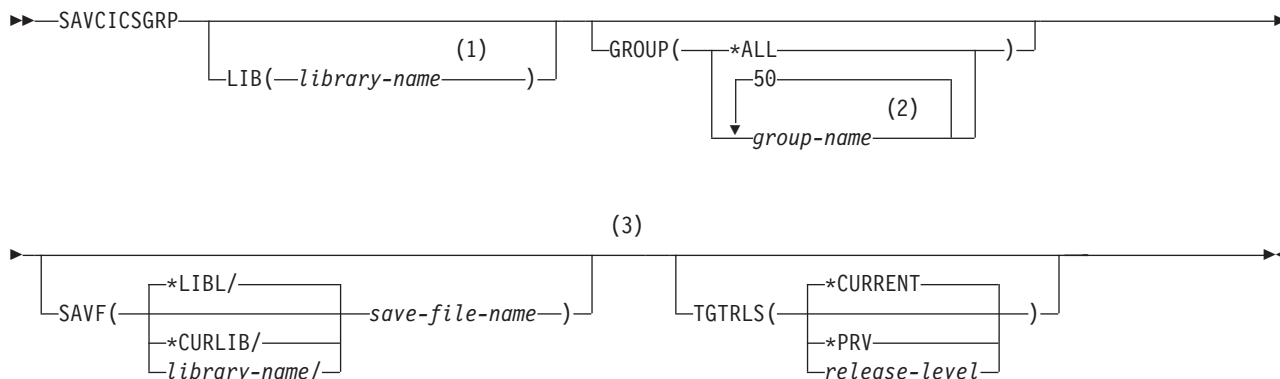 SAVCICSGRP
LIB( library-name (1) )
GROUP( *ALL )
50
group-name (2)
(3)
SAVF( *LIBL/ save-file-name )
*CURLIB/
library-name/
TGTRLS( *CURRENT )
*PRV
release-level